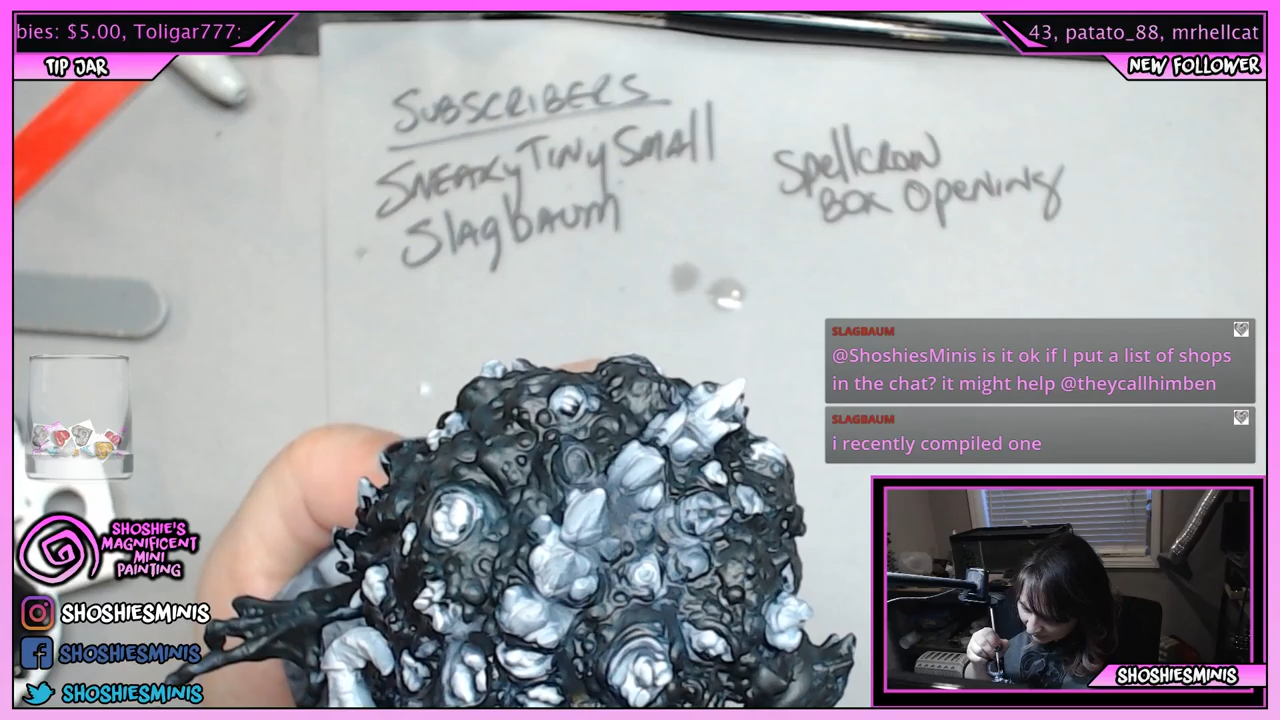 bies: $5.00, Toligar777:
TIP JAR
43, patato_88, mrhellcat
NEW FOLLOWER
SUBSCRIBERS
SNEAKYTINYSMALL
Slagbaum
Spellcrow
Box Opening
SLAGBAUM
@ShoshiesMinis is it ok if I put a list of shops
in the chat? it might help @theycallhimben
SLAGBAUM
i recently compiled one
SHOSHIE'S
MAGNIFICENT
MINI
PAINTING
SHOSHIESMINIS
SHOSHIESMINIS
SHOSHIESMINIS
SHOSHIESMINIS